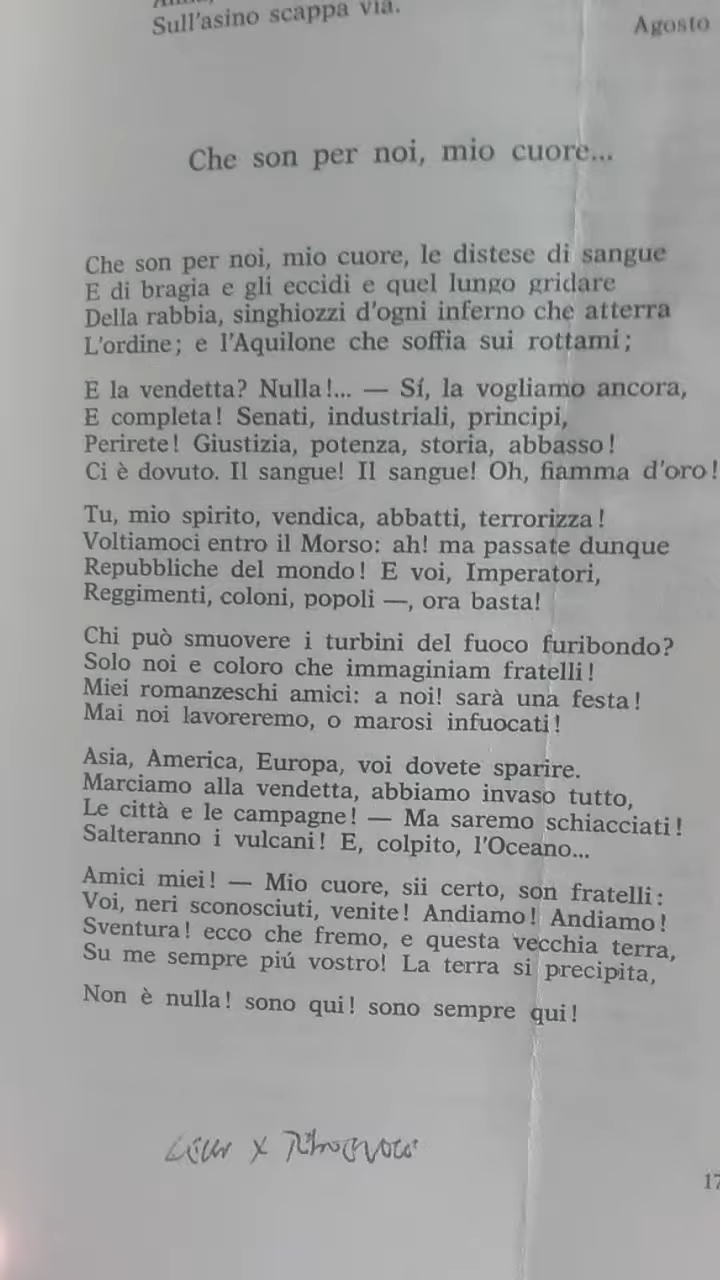 Sull'asino scappa via.
Agosto
Che son per noi, mio cuore...
Che son per noi, mio cuore, le distese di sangue
E di bragia e gli eccidi e quel lungo gridare
Della rabbia, singhiozzi d'ogni inferno che atterra
L'ordine; e l'Aquilone che soffia sui rottami;
E la vendetta? Nulla!... — Sí, la vogliamo ancora,
E completa! Senati, industriali, principi,
Perirete! Giustizia, potenza, storia, abbasso!
Ci è dovuto. Il sangue! Il sangue! Oh, fiamma d'oro!
Tu, mio spirito, vendica, abbatti, terrorizza!
Voltiamoci entro il Morso: ah! ma passate dunque
Repubbliche del mondo! E voi, Imperatori,
Reggimenti, coloni, popoli —, ora basta!
Chi può smuovere i turbini del fuoco furibondo?
Solo noi e coloro che immaginiam fratelli!
Miei romanzeschi amici: a noi! sarà una festa!
Mai noi lavoreremo, o marosi infuocati!
Asia, America, Europa, voi dovete sparire.
Marciamo alla vendetta, abbiamo invaso tutto,
Le città e le campagne! — Ma saremo schiacciati!
Salteranno i vulcani! E, colpito, l'Oceano...
Amici miei! — Mio cuore, sii certo, son fratelli:
Voi, neri sconosciuti, venite! Andiamo! Andiamo!
Sventura! ecco che fremo, e questa vecchia terra,
Su me sempre piú vostro! La terra si precipita,
Non è nulla! sono qui! sono sempre qui!
17